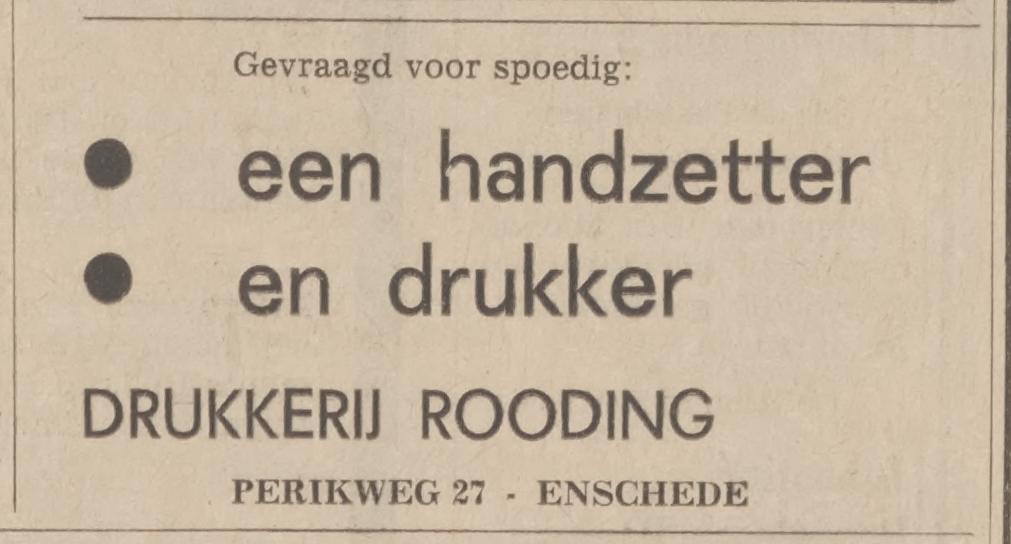 Gevraagd voor spoedig:
● een handzetter
● en drukker
DRUKKERIJ ROODING
PERIKWEG 27 - ENSCHEDE